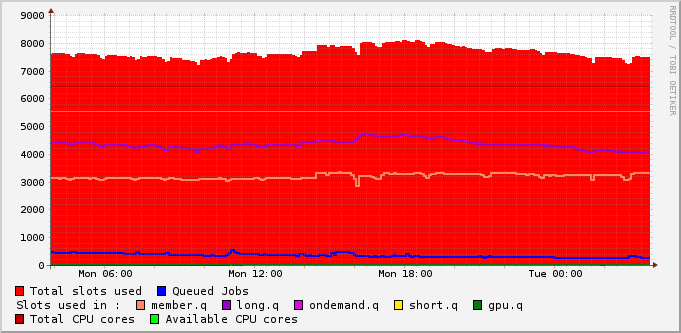 RRDTOOL / TOBI OETIKER
9000
8000
7000
6000
5000
4000
3000
2000
1000
0
Mon 06:00 Mon 12:00 Mon 18:00 Tue 00:00
Total slots used Queued Jobs
Slots used in : member.q long.q ondemand.q short.q gpu.q
Total CPU cores Available CPU cores